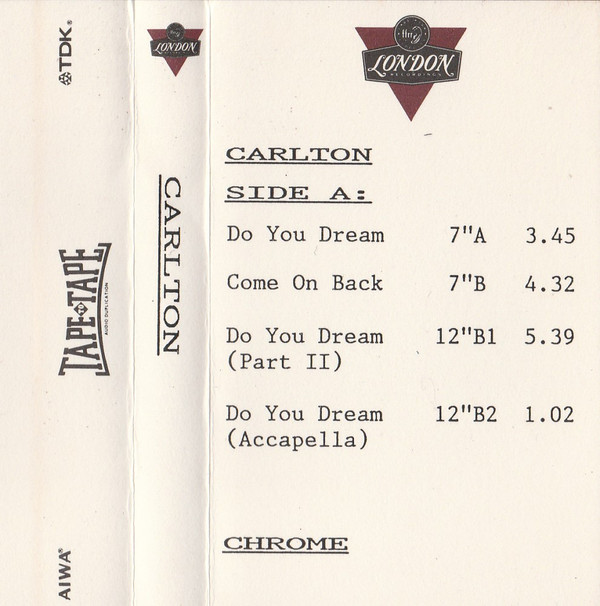 TDK®
TAPE TO TAPE
AUDIO DUPLICATION
AIWA®
LONDON
CARLTON
LONDON
RECORDINGS
CARLTON
SIDE A:
Do You Dream 7"A 3.45
Come On Back 7"B 4.32
Do You Dream 12"B1 5.39
(Part II)
Do You Dream 12"B2 1.02
(Accapella)
CHROME